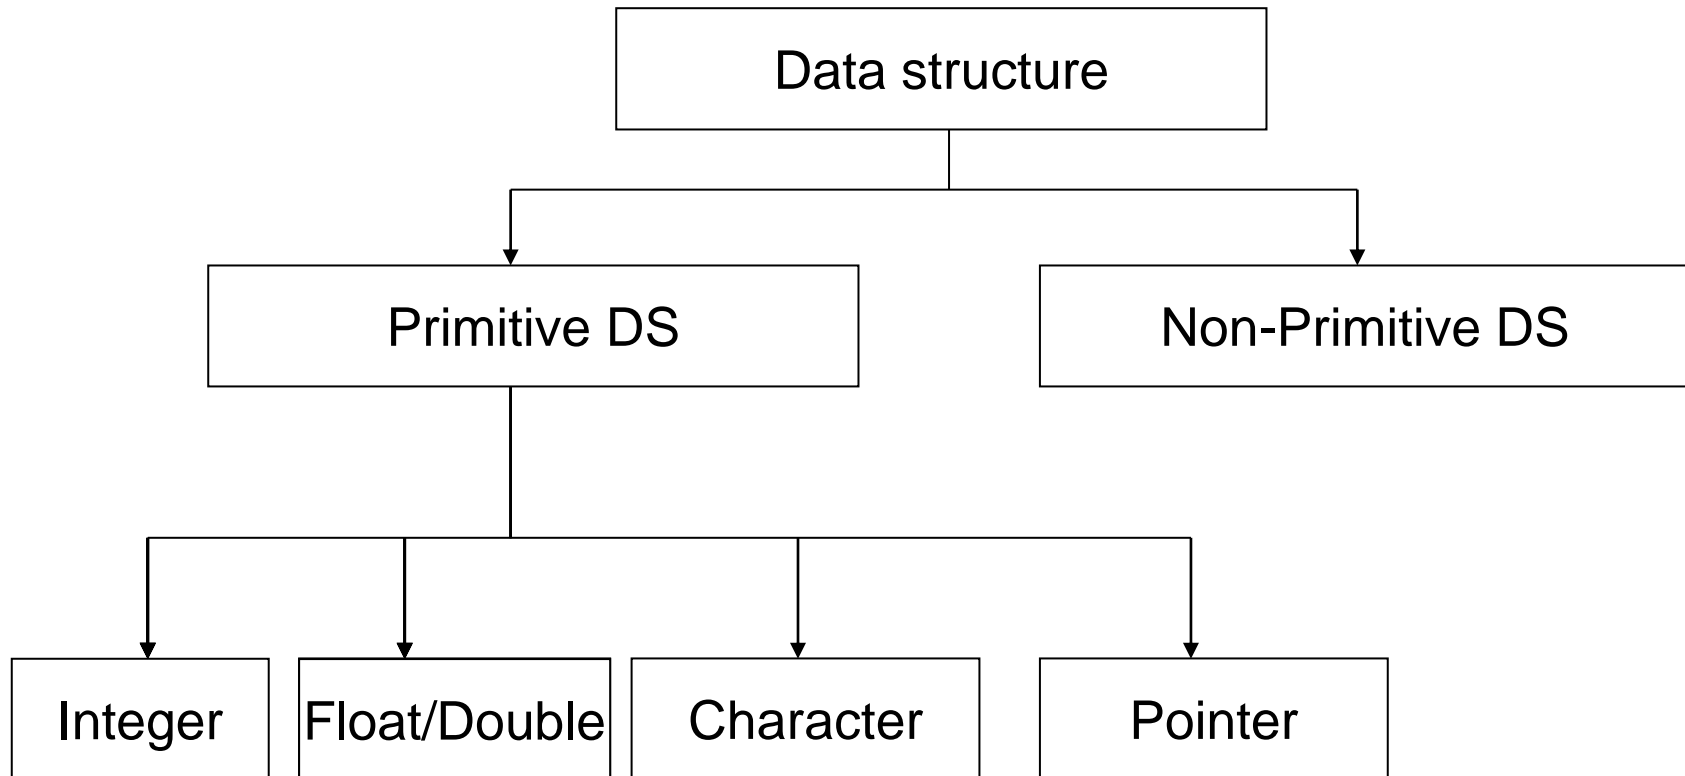 Data structure
Primitive DS
Non-Primitive DS
Integer
Float/Double
Character
Pointer